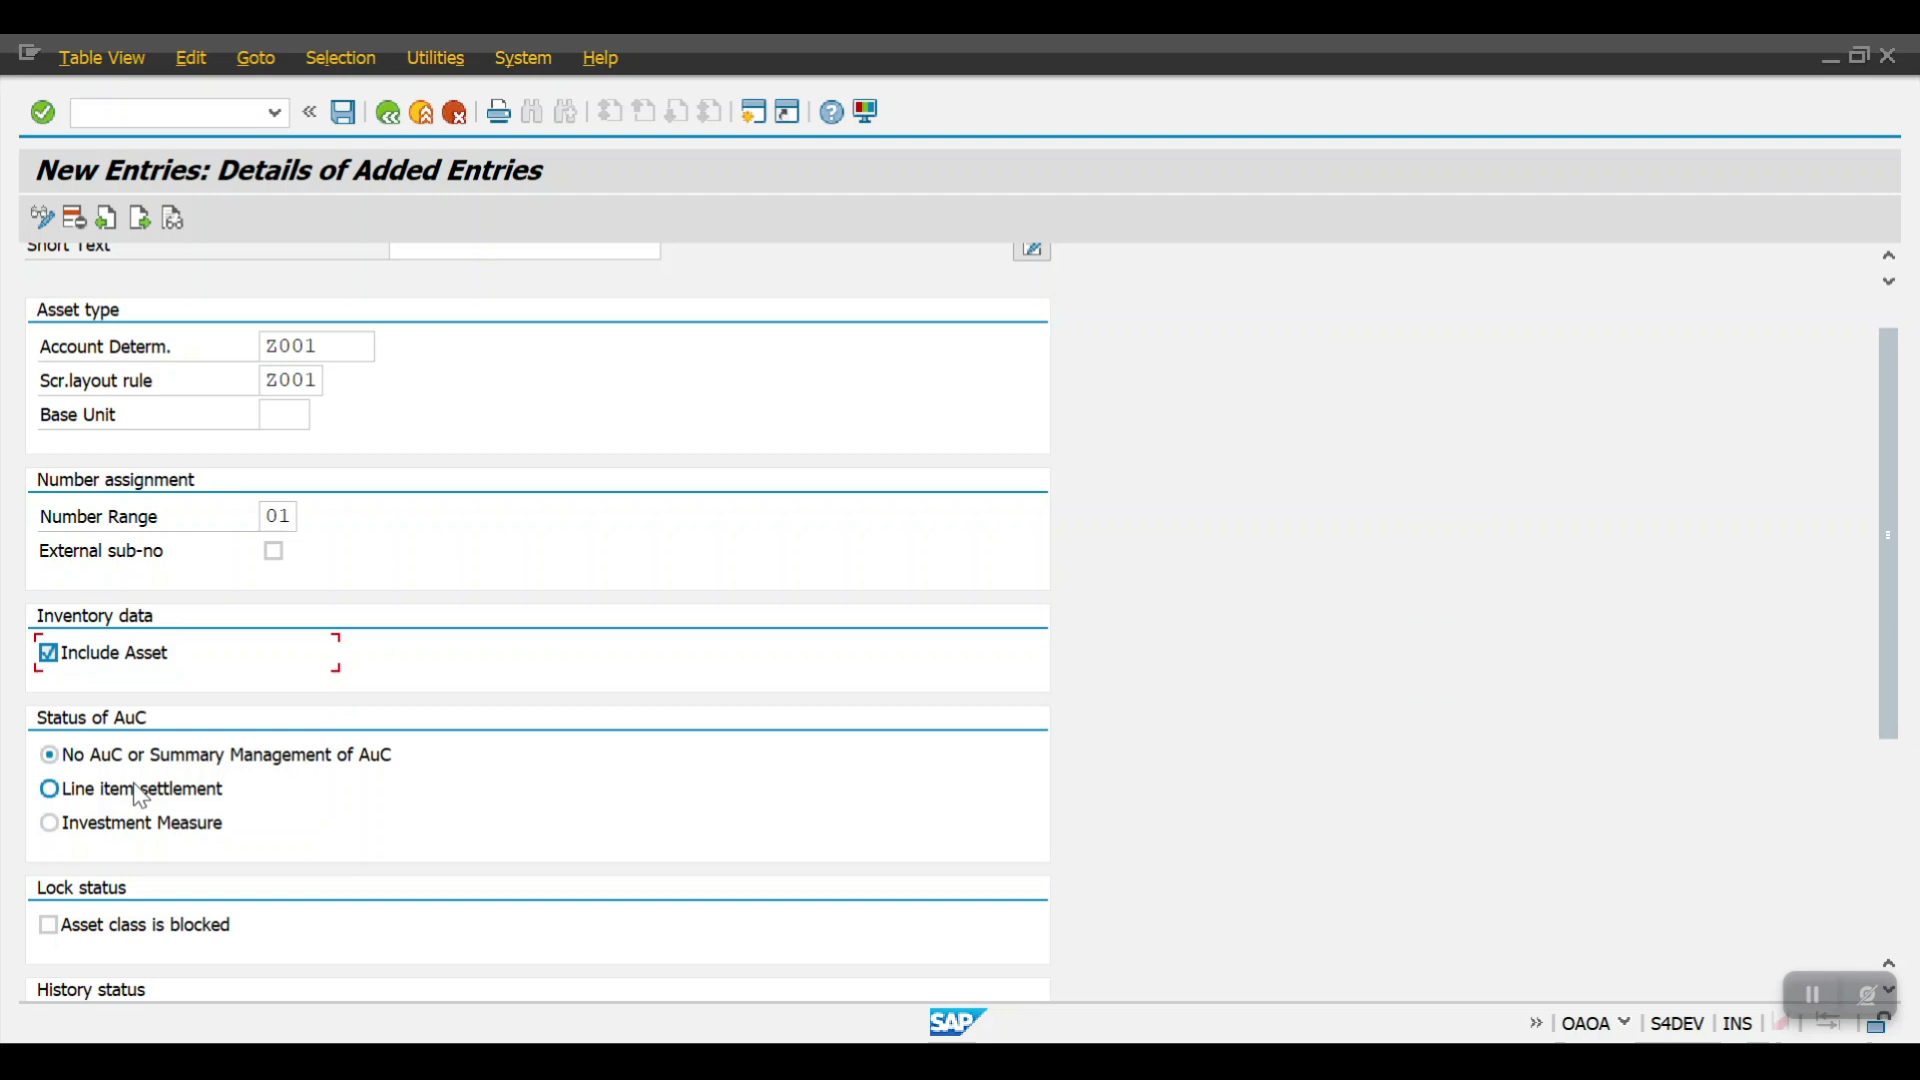 Table View Edit Goto Selection Utilities System Help
New Entries: Details of Added Entries
Short Text
Asset type
Account Determ. Z001
Scr.layout rule Z001
Base Unit
Number assignment
Number Range 01
External sub-no
Inventory data
Include Asset
Status of AuC
No AuC or Summary Management of AuC
Line item settlement
Investment Measure
Lock status
Asset class is blocked
History status
SAP OAOA S4DEV INS